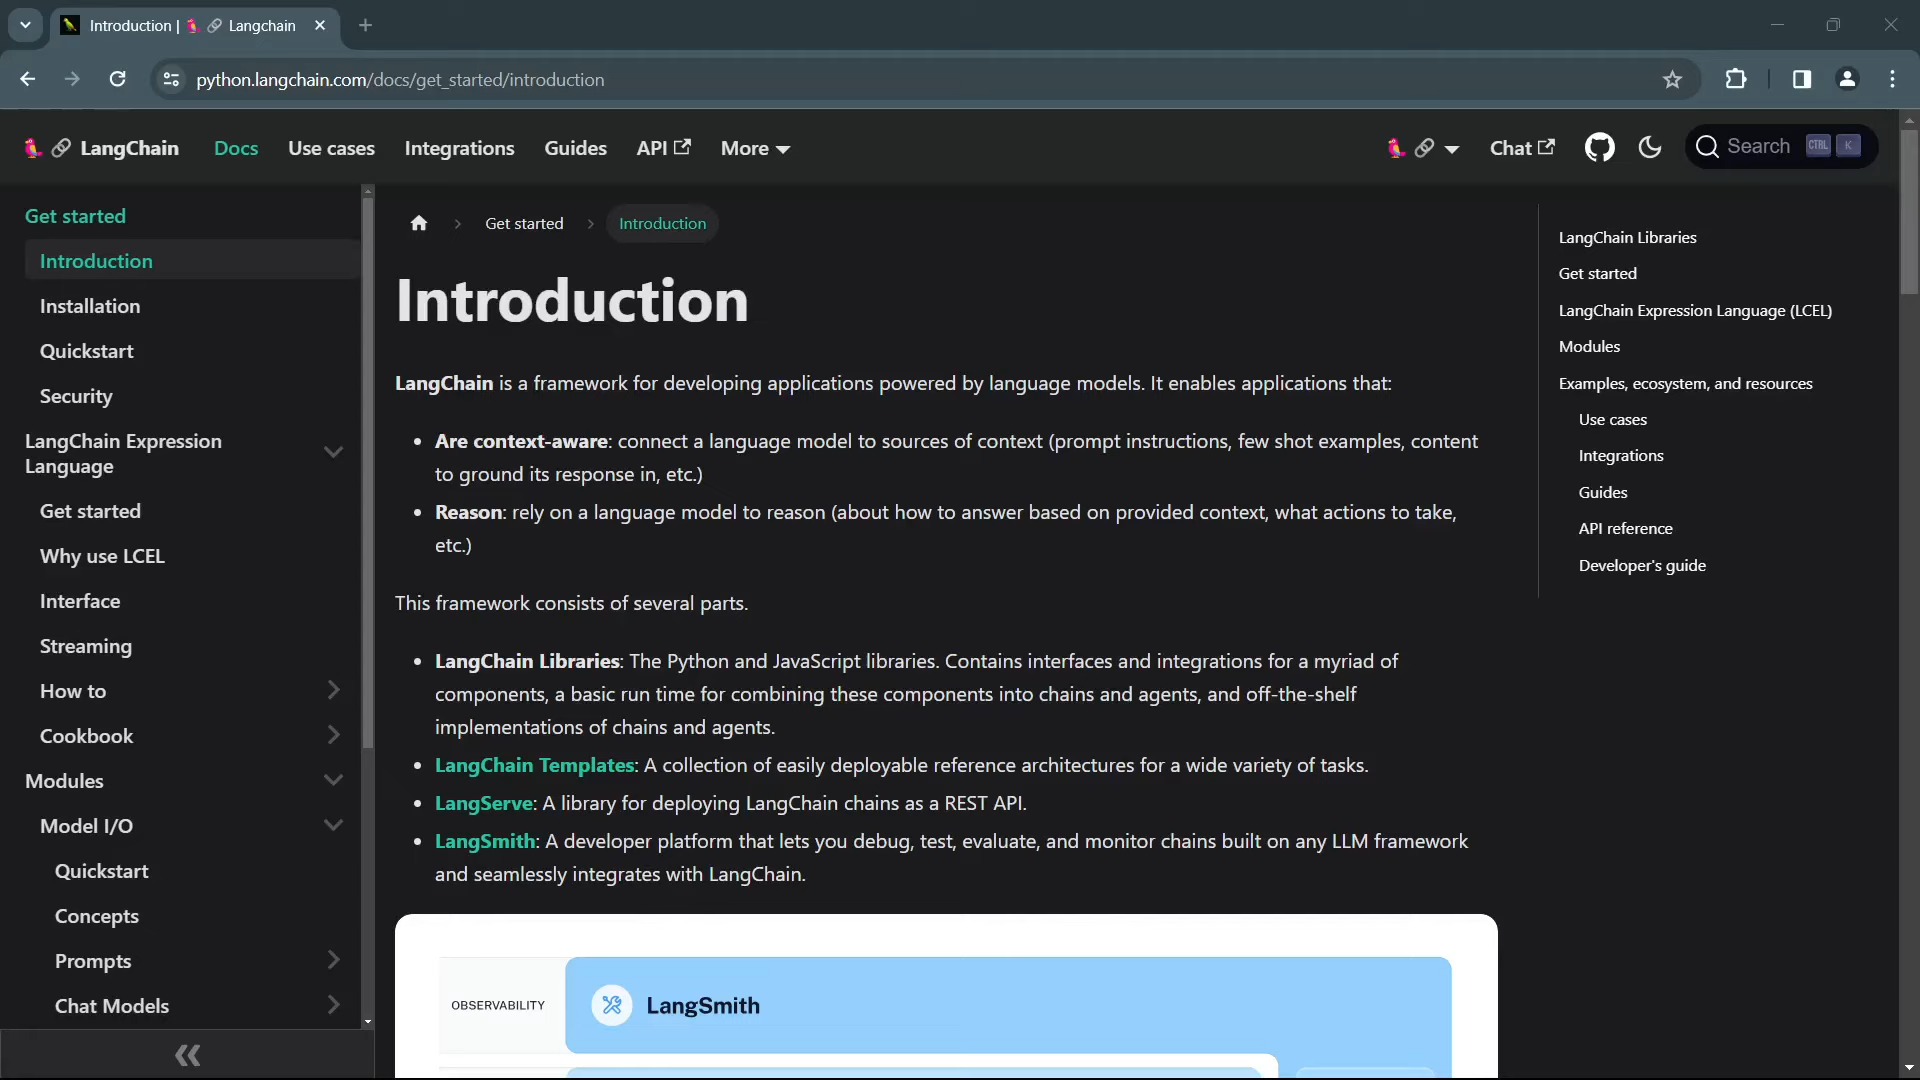 Introduction | Langchain
python.langchain.com/docs/get_started/introduction
LangChain Docs Use cases Integrations Guides API More Chat Search CTRL K
Get started
Introduction
Installation
Quickstart
Security
LangChain Expression
Language
Get started
Why use LCEL
Interface
Streaming
How to
Cookbook
Modules
Model I/O
Quickstart
Concepts
Prompts
Chat Models
Get started Introduction
Introduction
LangChain is a framework for developing applications powered by language models. It enables applications that:
Are context-aware: connect a language model to sources of context (prompt instructions, few shot examples, content
to ground its response in, etc.)
Reason: rely on a language model to reason (about how to answer based on provided context, what actions to take,
etc.)
This framework consists of several parts.
LangChain Libraries: The Python and JavaScript libraries. Contains interfaces and integrations for a myriad of
components, a basic run time for combining these components into chains and agents, and off-the-shelf
implementations of chains and agents.
LangChain Templates: A collection of easily deployable reference architectures for a wide variety of tasks.
LangServe: A library for deploying LangChain chains as a REST API.
LangSmith: A developer platform that lets you debug, test, evaluate, and monitor chains built on any LLM framework
and seamlessly integrates with LangChain.
OBSERVABILITY LangSmith
LangChain Libraries
Get started
LangChain Expression Language (LCEL)
Modules
Examples, ecosystem, and resources
Use cases
Integrations
Guides
API reference
Developer's guide